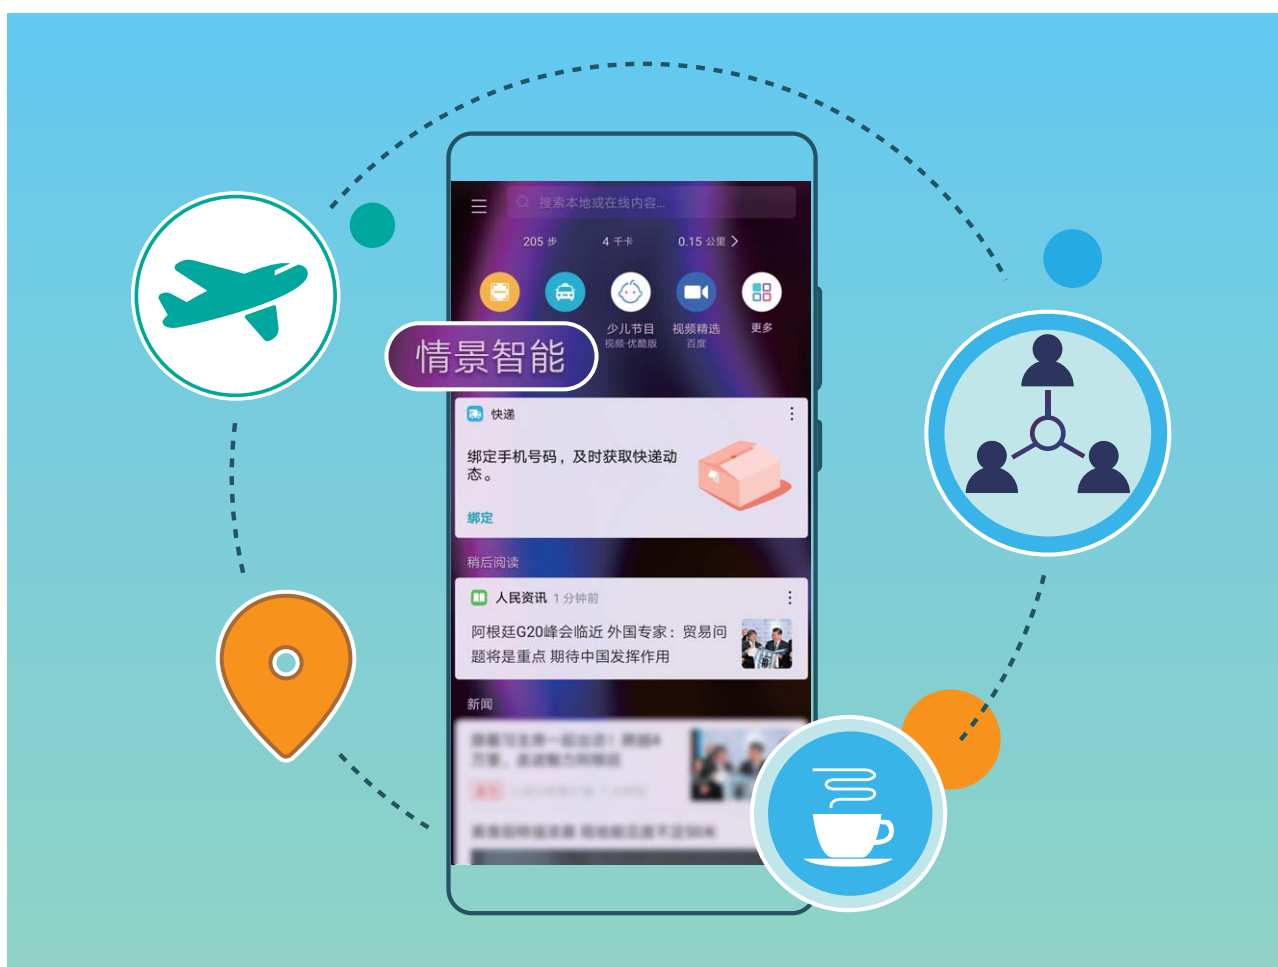 搜索本地或在线内容...
205 步 4 千卡 0.15 公里
少儿节目 视频精选 更多
视频·优酷版 百度
情景智能
快递
绑定手机号码，及时获取快递动
态。
绑定
稍后阅读
人民资讯 1 分钟前
阿根廷G20峰会临近 外国专家：贸易问
题将是重点 期待中国发挥作用
新闻